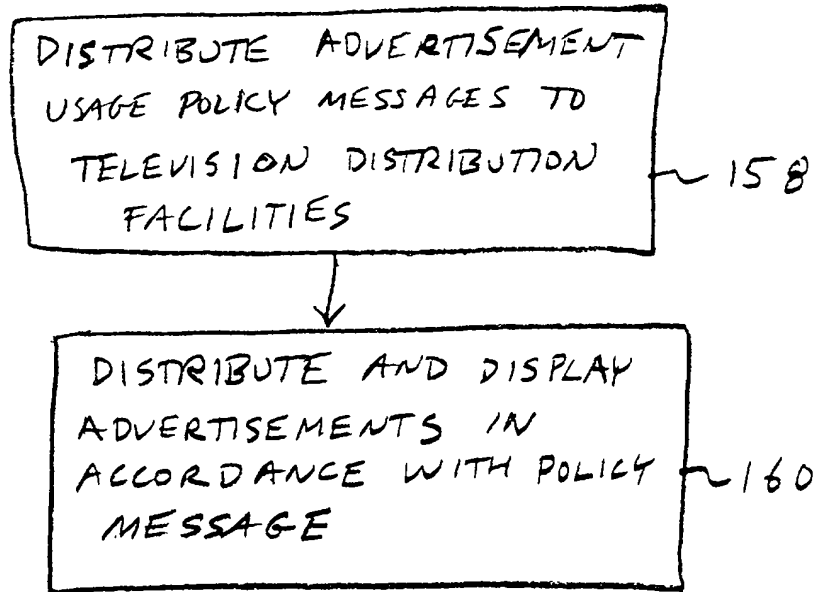 DISTRIBUTE ADVERTISEMENT
USAGE POLICY MESSAGES TO
TELEVISION DISTRIBUTION
FACILITIES
158
DISTRIBUTE AND DISPLAY
ADVERTISEMENTS IN
ACCORDANCE WITH POLICY
MESSAGE
160